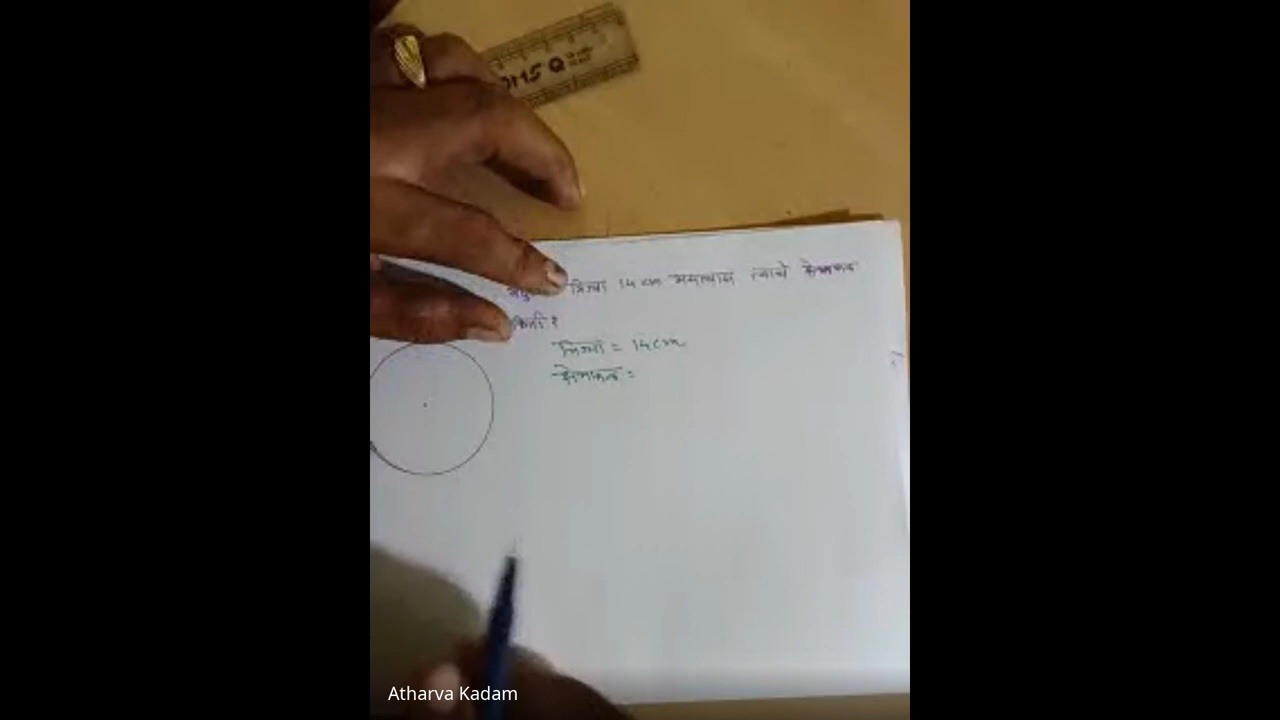 त्रिज्या 14 cm असल्यास त्याचे क्षेत्रफळ
किती?
त्रिज्या = 14 cm
क्षेत्रफळ =
Atharva Kadam